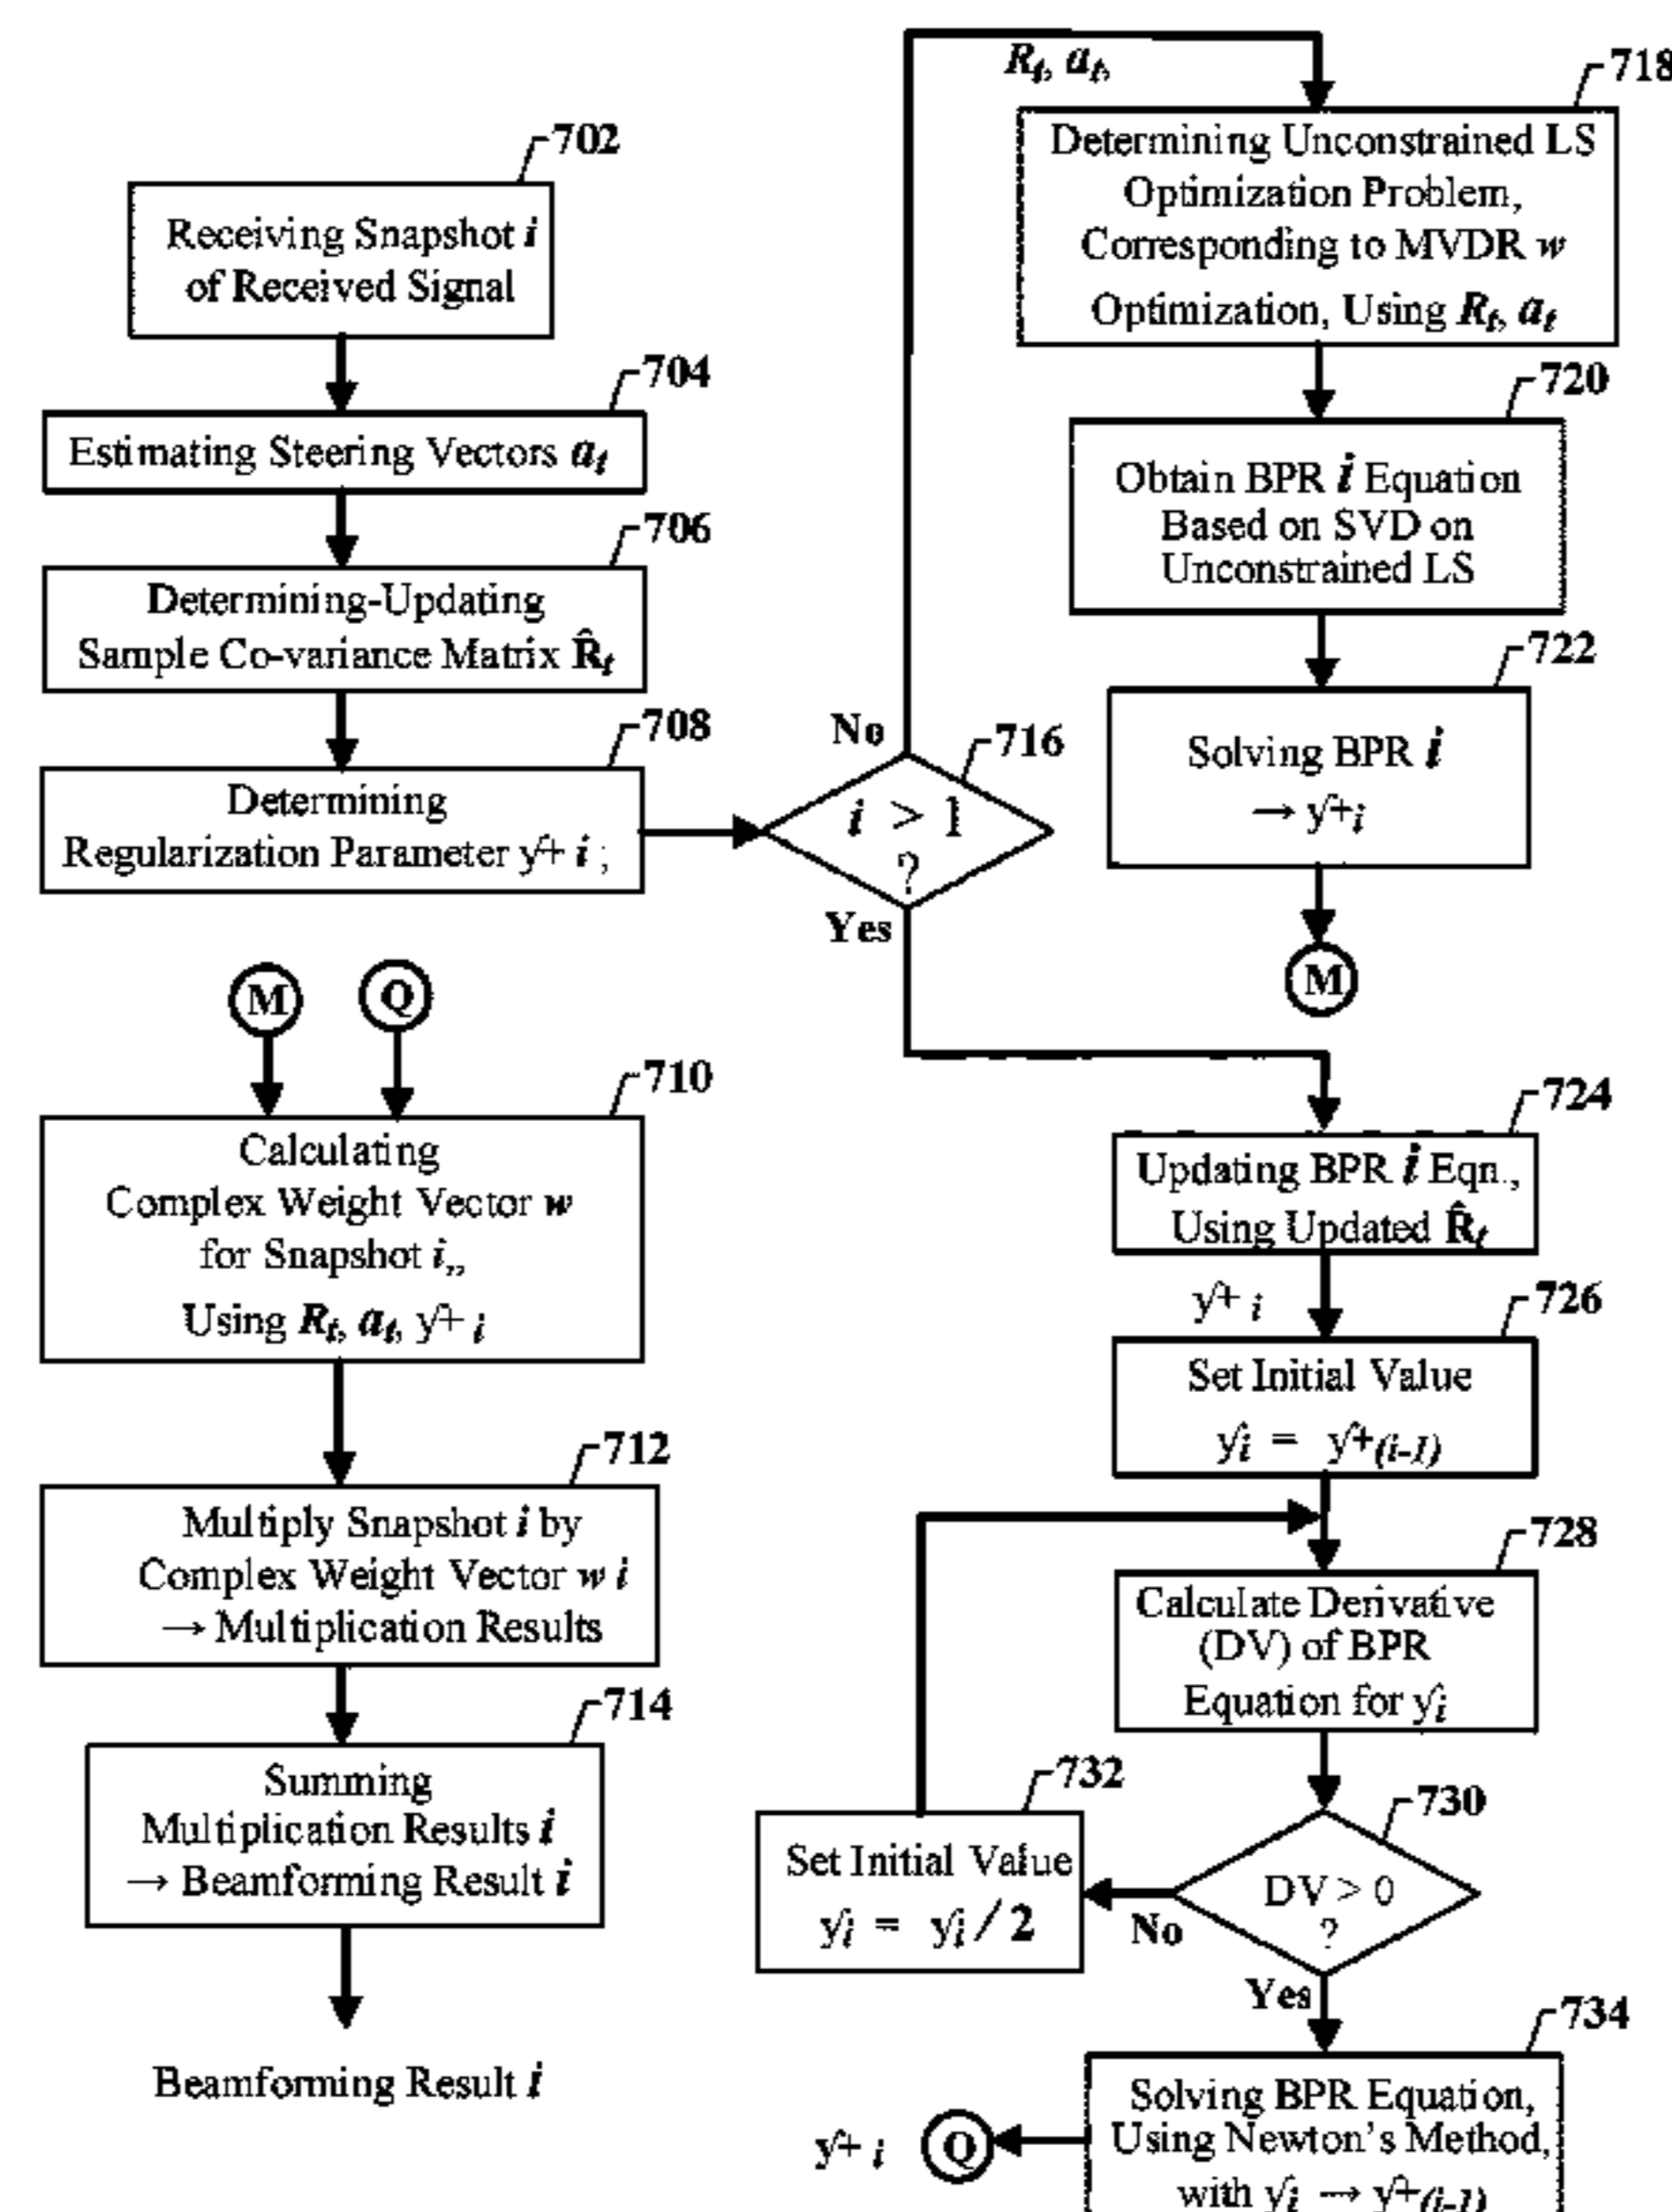 702
Receiving Snapshot i
of Received Signal
704
Estimating Steering Vectors at
706
Determining-Updating
Sample Co-variance Matrix R̂t
708
Determining
Regularization Parameter y+ i ;
M
Q
710
Calculating
Complex Weight Vector w
for Snapshot i,,
Using Rt, at, y+ i
712
Multiply Snapshot i by
Complex Weight Vector w i
→ Multiplication Results
714
Summing
Multiplication Results i
→ Beamforming Result i
Beamforming Result i
716
i > 1
?
No
Yes
Rt, at,
718
Determining Unconstrained LS
Optimization Problem,
Corresponding to MVDR w
Optimization, Using Rt, at
720
Obtain BPR i Equation
Based on SVD on
Unconstrained LS
722
Solving BPR i
→ y+i
M
724
Updating BPR i Eqn.,
Using Updated R̂t
y+ i
726
Set Initial Value
yi = y+(i-1)
728
Calculate Derivative
(DV) of BPR
Equation for yi
730
DV > 0
?
No
Yes
732
Set Initial Value
yi = yi / 2
734
Solving BPR Equation,
Using Newton's Method,
with yi → y+(i-1)
Q
y+ i